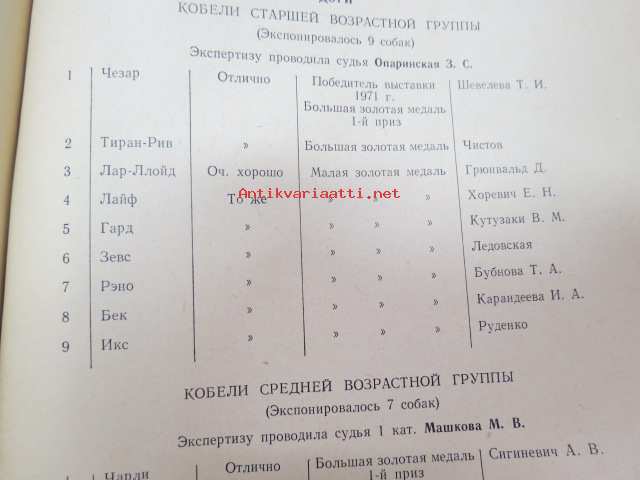 ДОГИ
КОБЕЛИ СТАРШЕЙ ВОЗРАСТНОЙ ГРУППЫ
(Экспонировалось 9 собак)
Экспертизу проводила судья Опаринская З. С.
1 Чезар Отлично Победитель выставки Шевелева Т. И.
1971 г.
Большая золотая медаль
1-й приз
2 Тиран-Рив » Большая золотая медаль Чистов
3 Лар-Ллойд Оч. хорошо Малая золотая медаль Грюнвальд Д.
Antikvariaatti.net
4 Лайф То же » » » Хоревич Е. Н.
5 Гард » » » » Кутузаки В. М.
6 Зевс » » » » Ледовская
7 Рэно » » » » Бубнова Т. А.
8 Бек » » » » Карандеева И. А.
9 Икс » » » » Руденко
КОБЕЛИ СРЕДНЕЙ ВОЗРАСТНОЙ ГРУППЫ
(Экспонировалось 7 собак)
Экспертизу проводила судья 1 кат. Машкова М. В.
1 Чарли Отлично Большая золотая медаль Сигиневич А. В.
1-й приз